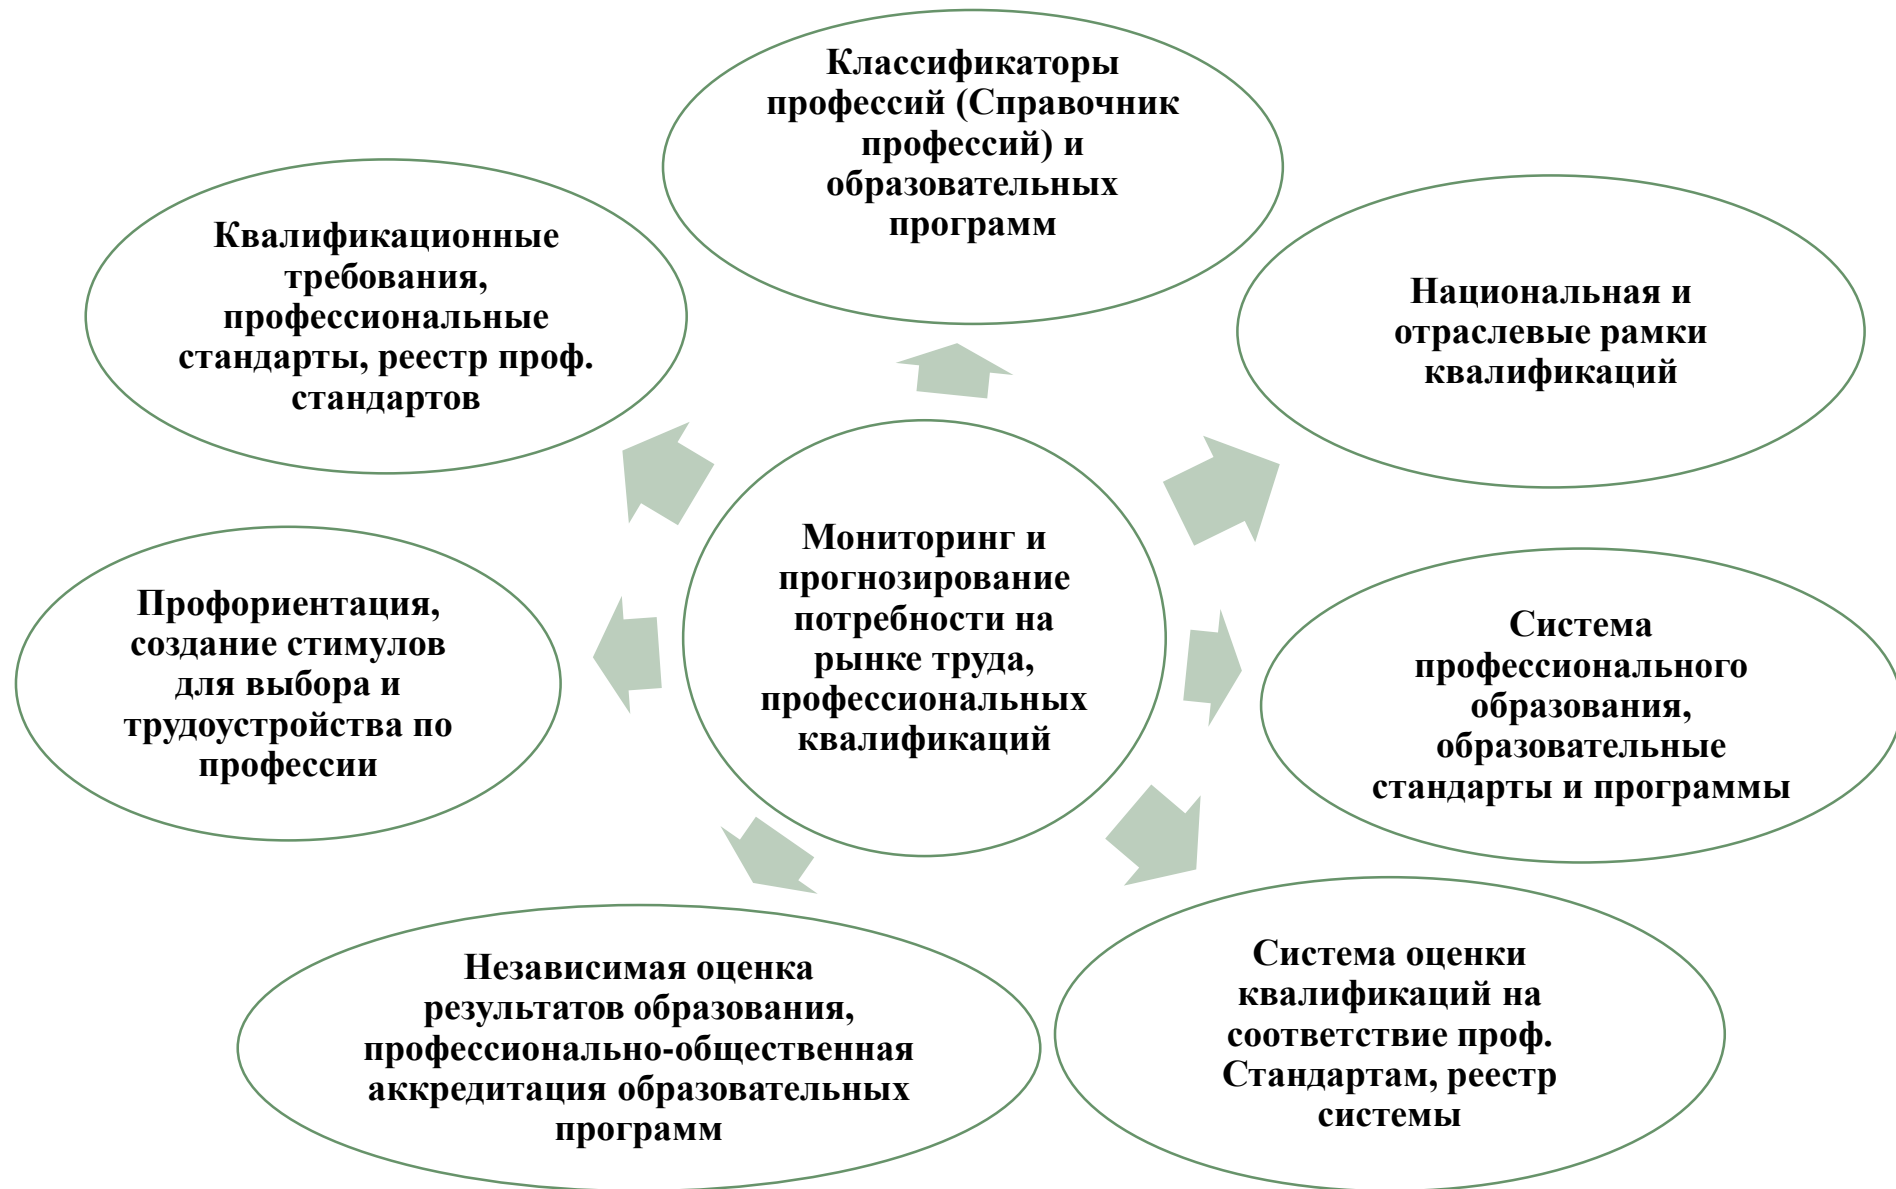 Классификаторы
профессий (Справочник
профессий) и
образовательных
программ
Национальная и
отраслевые рамки
квалификаций
Система
профессионального
образования,
образовательные
стандарты и программы
Система оценки
квалификаций на
соответствие проф.
Стандартам, реестр
системы
Независимая оценка
результатов образования,
профессионально-общественная
аккредитация образовательных
программ
Профориентация,
создание стимулов
для выбора и
трудоустройства по
профессии
Квалификационные
требования,
профессиональные
стандарты, реестр проф.
стандартов
Мониторинг и
прогнозирование
потребности на
рынке труда,
профессиональных
квалификаций